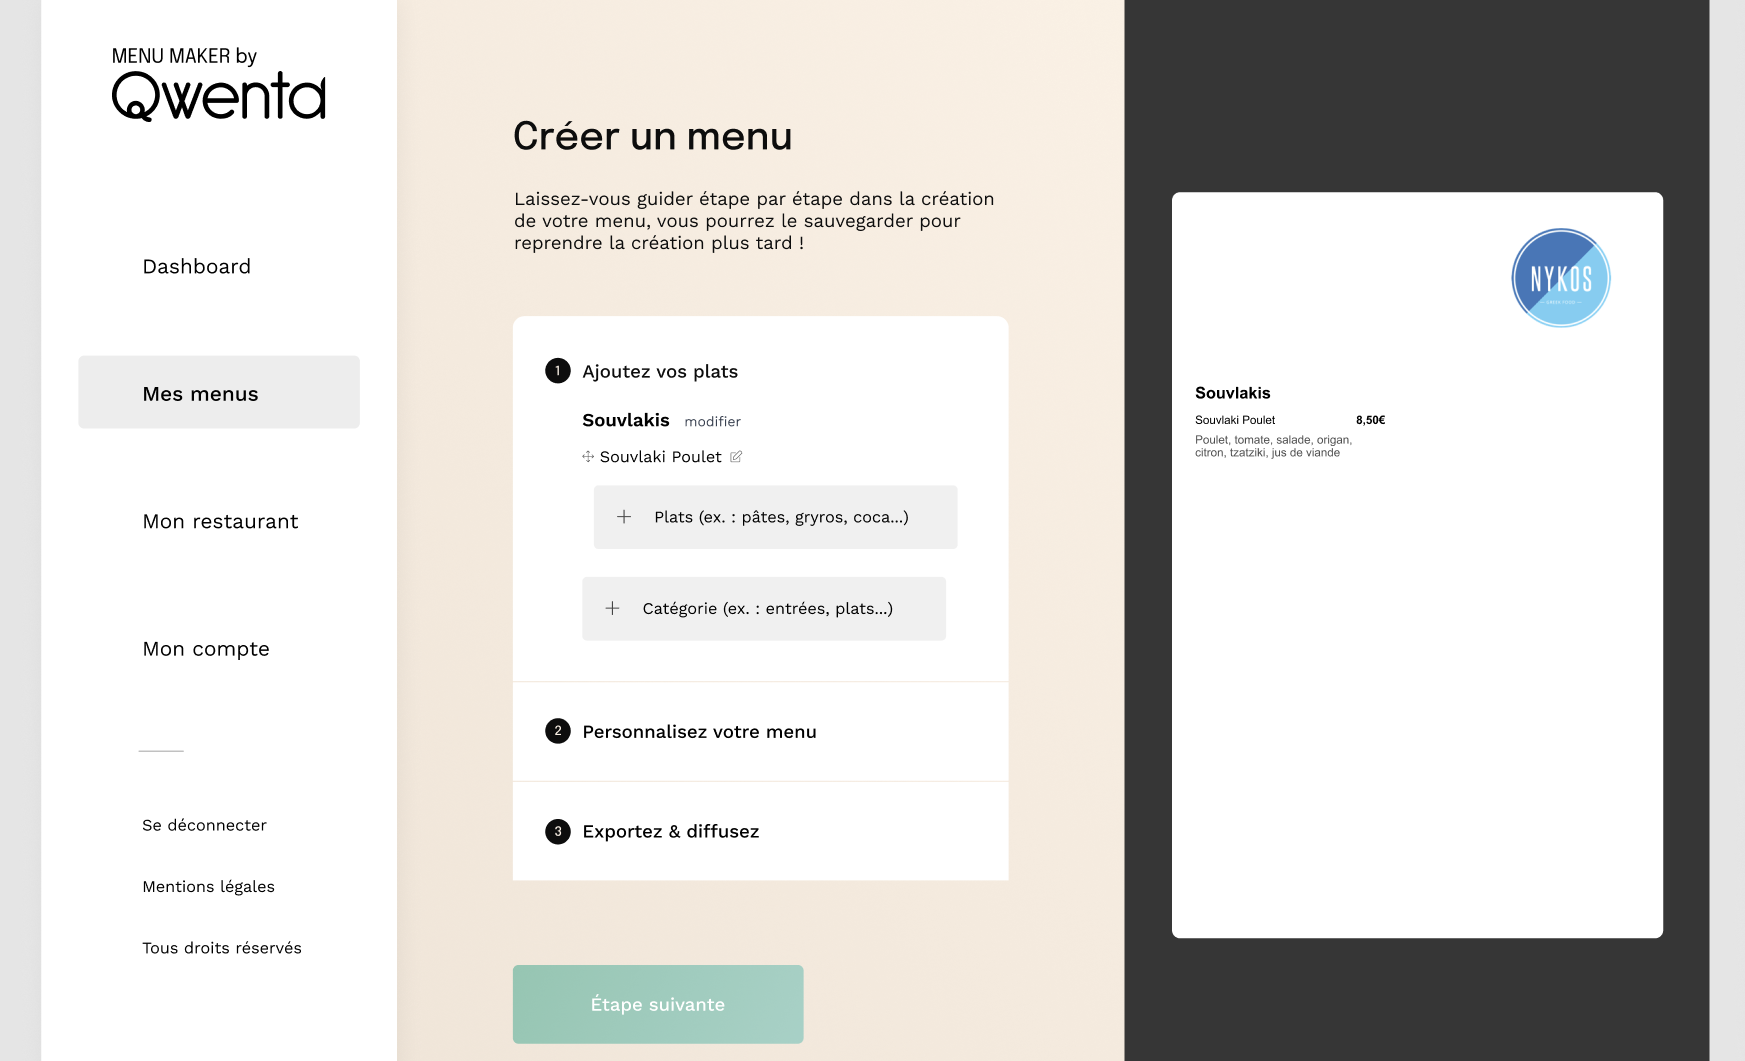 MENU MAKER by
Qwenta
Dashboard
Mes menus
Mon restaurant
Mon compte
Se déconnecter
Mentions légales
Tous droits réservés
Créer un menu
Laissez-vous guider étape par étape dans la création
de votre menu, vous pourrez le sauvegarder pour
reprendre la création plus tard !
1 Ajoutez vos plats
Souvlakis modifier
Souvlaki Poulet
Plats (ex. : pâtes, gryros, coca...)
Catégorie (ex. : entrées, plats...)
2 Personnalisez votre menu
3 Exportez & diffusez
Étape suivante
NYKOS
Souvlakis
Souvlaki Poulet 8,50€
Poulet, tomate, salade, origan,
citron, tzatziki, jus de viande